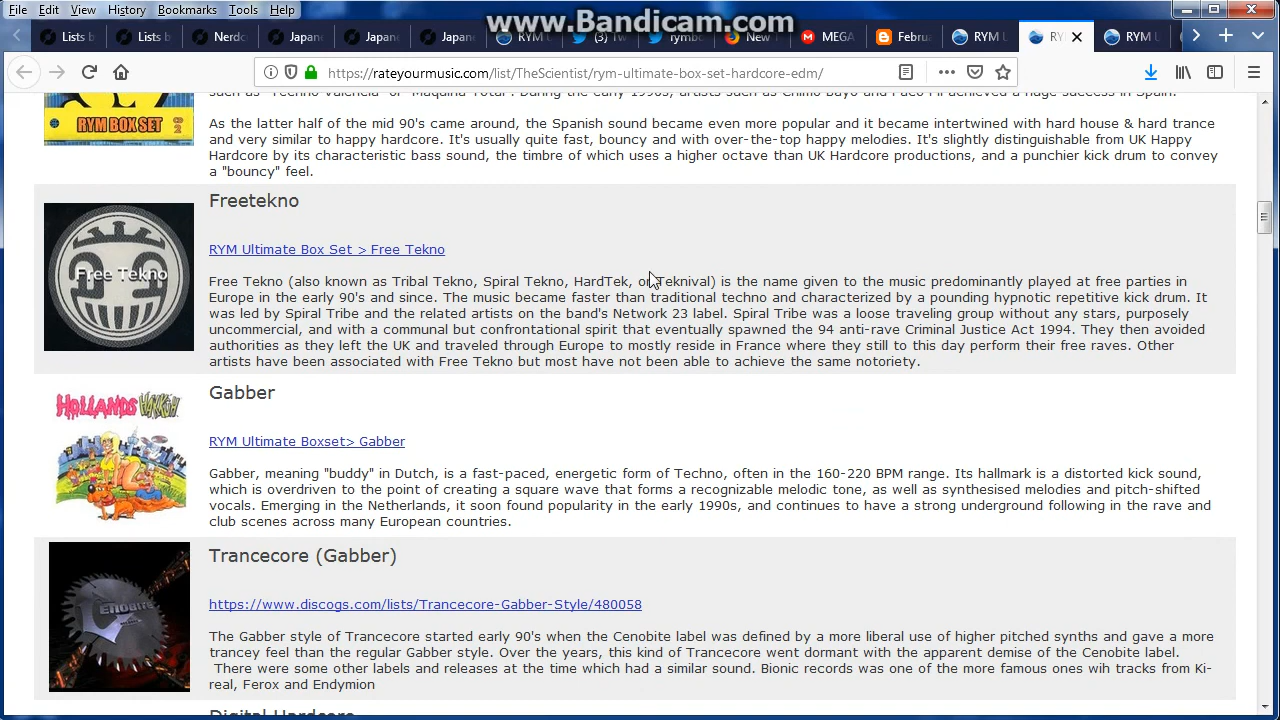 File Edit View History Bookmarks Tools Help
www.Bandicam.com
Lists b Lists b Nerdc Japane Japane Japane RYM U (3) Tw rymbo New T MEGA Februa RYM U RY RYM U
https://rateyourmusic.com/list/TheScientist/rym-ultimate-box-set-hardcore-edm/
such as "Techno Valencia" or "Maquina Total". During the early 1990s, artists such as Chimo Bayo and Paco Pil achieved a huge success in Spain.
RYM BOX SET CD 2
As the latter half of the mid 90's came around, the Spanish sound became even more popular and it became intertwined with hard house & hard trance
and very similar to happy hardcore. It's usually quite fast, bouncy and with over-the-top happy melodies. It's slightly distinguishable from UK Happy
Hardcore by its characteristic bass sound, the timbre of which uses a higher octave than UK Hardcore productions, and a punchier kick drum to convey
a "bouncy" feel.
Freetekno
Free Tekno
RYM Ultimate Box Set > Free Tekno
Free Tekno (also known as Tribal Tekno, Spiral Tekno, HardTek, or Teknival) is the name given to the music predominantly played at free parties in
Europe in the early 90's and since. The music became faster than traditional techno and characterized by a pounding hypnotic repetitive kick drum. It
was led by Spiral Tribe and the related artists on the band's Network 23 label. Spiral Tribe was a loose traveling group without any stars, purposely
uncommercial, and with a communal but confrontational spirit that eventually spawned the 94 anti-rave Criminal Justice Act 1994. They then avoided
authorities as they left the UK and traveled through Europe to mostly reside in France where they still to this day perform their free raves. Other
artists have been associated with Free Tekno but most have not been able to achieve the same notoriety.
Gabber
HOLLANDS HAKKUH
RYM Ultimate Boxset> Gabber
Gabber, meaning "buddy" in Dutch, is a fast-paced, energetic form of Techno, often in the 160-220 BPM range. Its hallmark is a distorted kick sound,
which is overdriven to the point of creating a square wave that forms a recognizable melodic tone, as well as synthesised melodies and pitch-shifted
vocals. Emerging in the Netherlands, it soon found popularity in the early 1990s, and continues to have a strong underground following in the rave and
club scenes across many European countries.
Trancecore (Gabber)
Cenobite
https://www.discogs.com/lists/Trancecore-Gabber-Style/480058
The Gabber style of Trancecore started early 90's when the Cenobite label was defined by a more liberal use of higher pitched synths and gave a more
trancey feel than the regular Gabber style. Over the years, this kind of Trancecore went dormant with the apparent demise of the Cenobite label.
There were some other labels and releases at the time which had a similar sound. Bionic records was one of the more famous ones wih tracks from Ki-
real, Ferox and Endymion
Digital Hardcore